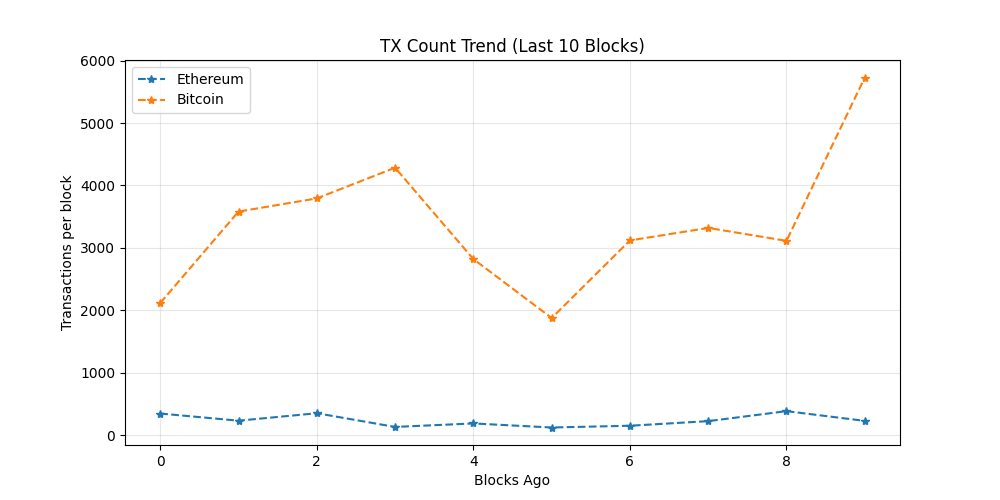 TX Count Trend (Last 10 Blocks)
Ethereum
Bitcoin
Transactions per block
6000
5000
4000
3000
2000
1000
0
0 2 4 6 8
Blocks Ago